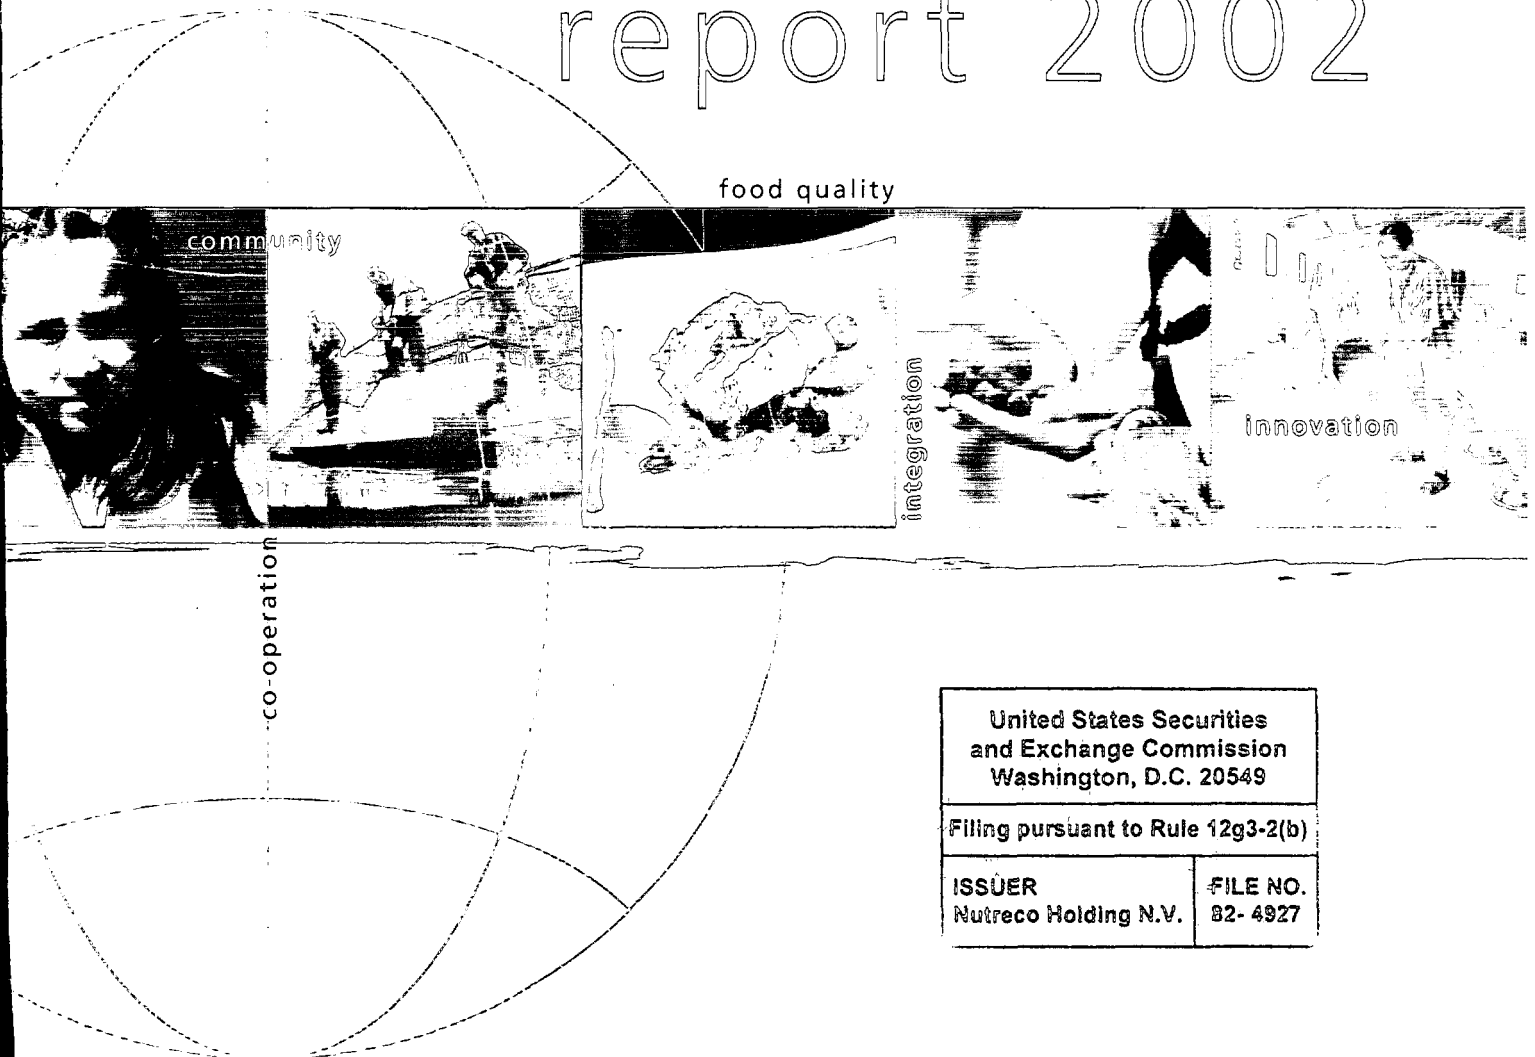 report 2002
food quality
community
integration
innovation
co-operation
United States Securities
and Exchange Commission
Washington, D.C. 20549
Filing pursuant to Rule 12g3-2(b)
ISSUER
Nutreco Holding N.V.
FILE NO.
82- 4927